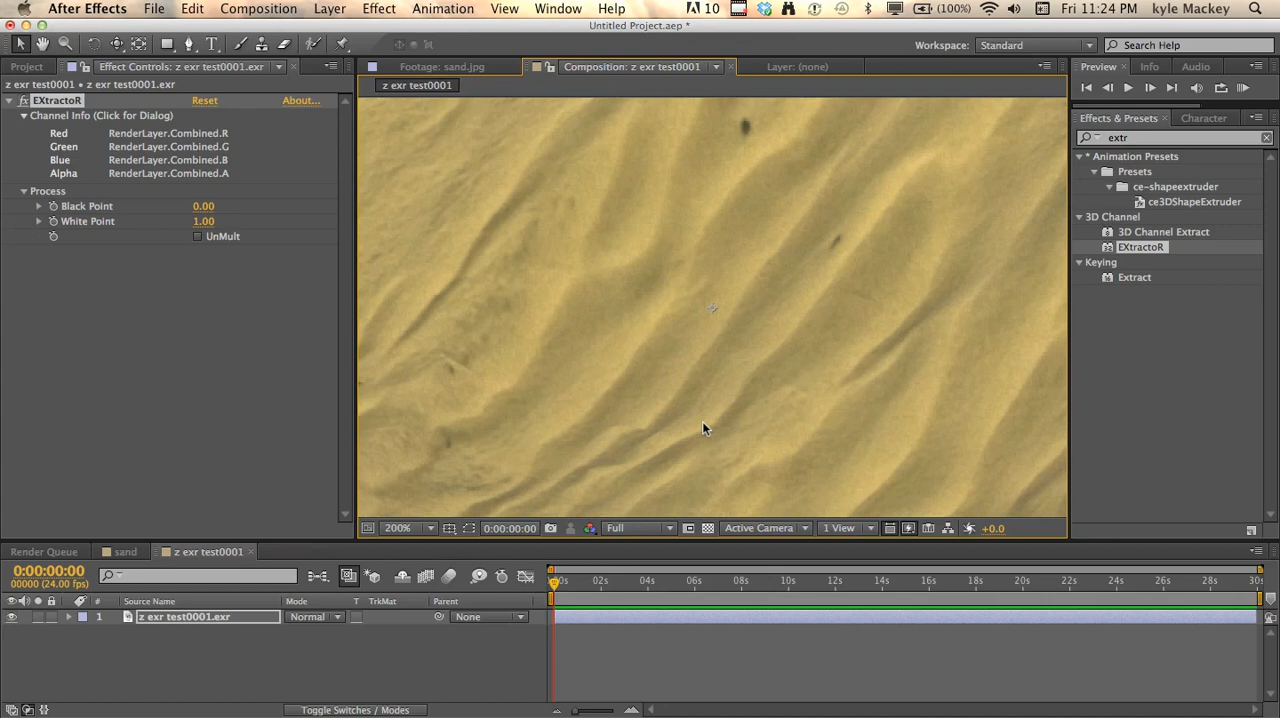 After Effects File Edit Composition Layer Effect Animation View Window Help 10 (100%) Fri 11:24 PM kyle Mackey
Untitled Project.aep *
Workspace: Standard Search Help
Project Effect Controls: z exr test0001.exr Footage: sand.jpg Composition: z exr test0001 Layer: (none) Preview Info Audio
z exr test0001 • z exr test0001.exr
z exr test0001
fx EXtractoR Reset About...
Channel Info (Click for Dialog)
Red RenderLayer.Combined.R
Green RenderLayer.Combined.G
Blue RenderLayer.Combined.B
Alpha RenderLayer.Combined.A
Process
Black Point 0.00
White Point 1.00
UnMult
Effects & Presets Character
extr
* Animation Presets
Presets
ce-shapeextruder
ce3DShapeExtruder
3D Channel
3D Channel Extract
EXtractoR
Keying
Extract
200% 0:00:00:00 Full Active Camera 1 View +0.0
Render Queue sand z exr test0001
0:00:00:00
00000 (24.00 fps)
02s 04s 06s 08s 10s 12s 14s 16s 18s 20s 22s 24s 26s 28s 30s
# Source Name Mode T TrkMat Parent
1 z exr test0001.exr Normal None
Toggle Switches / Modes